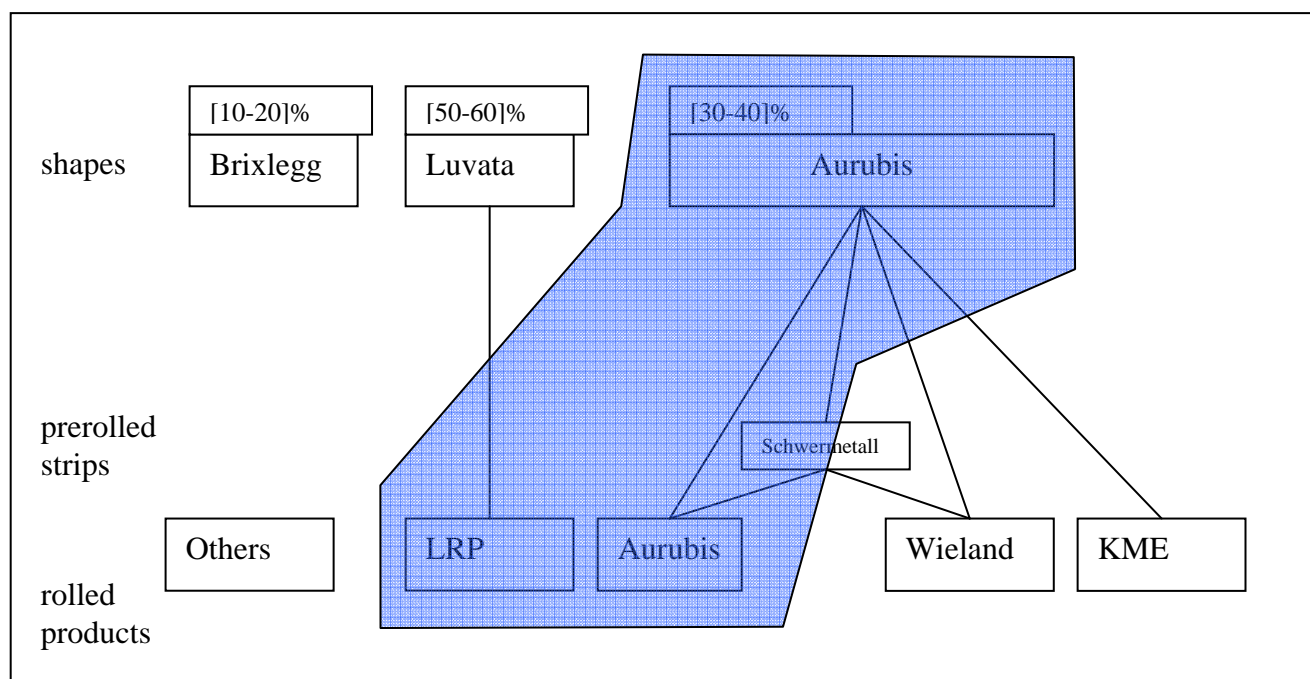 [10-20]% [50-60]% [30-40]%
shapes Brixlegg Luvata Aurubis
prerolled
strips
Schwermetall
Others LRP Aurubis Wieland KME
rolled
products